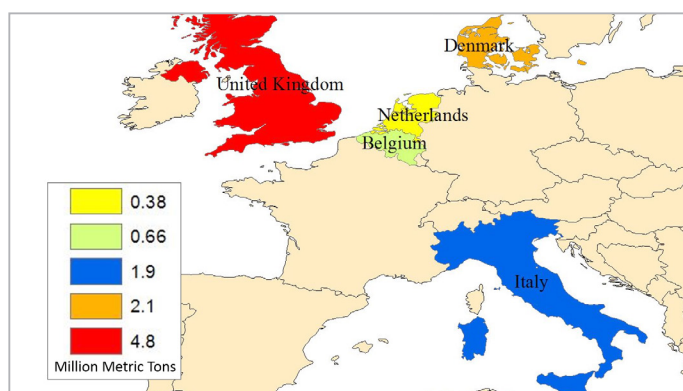 Denmark
United Kingdom
Netherlands
Belgium
Italy
0.38
0.66
1.9
2.1
4.8
Million Metric Tons